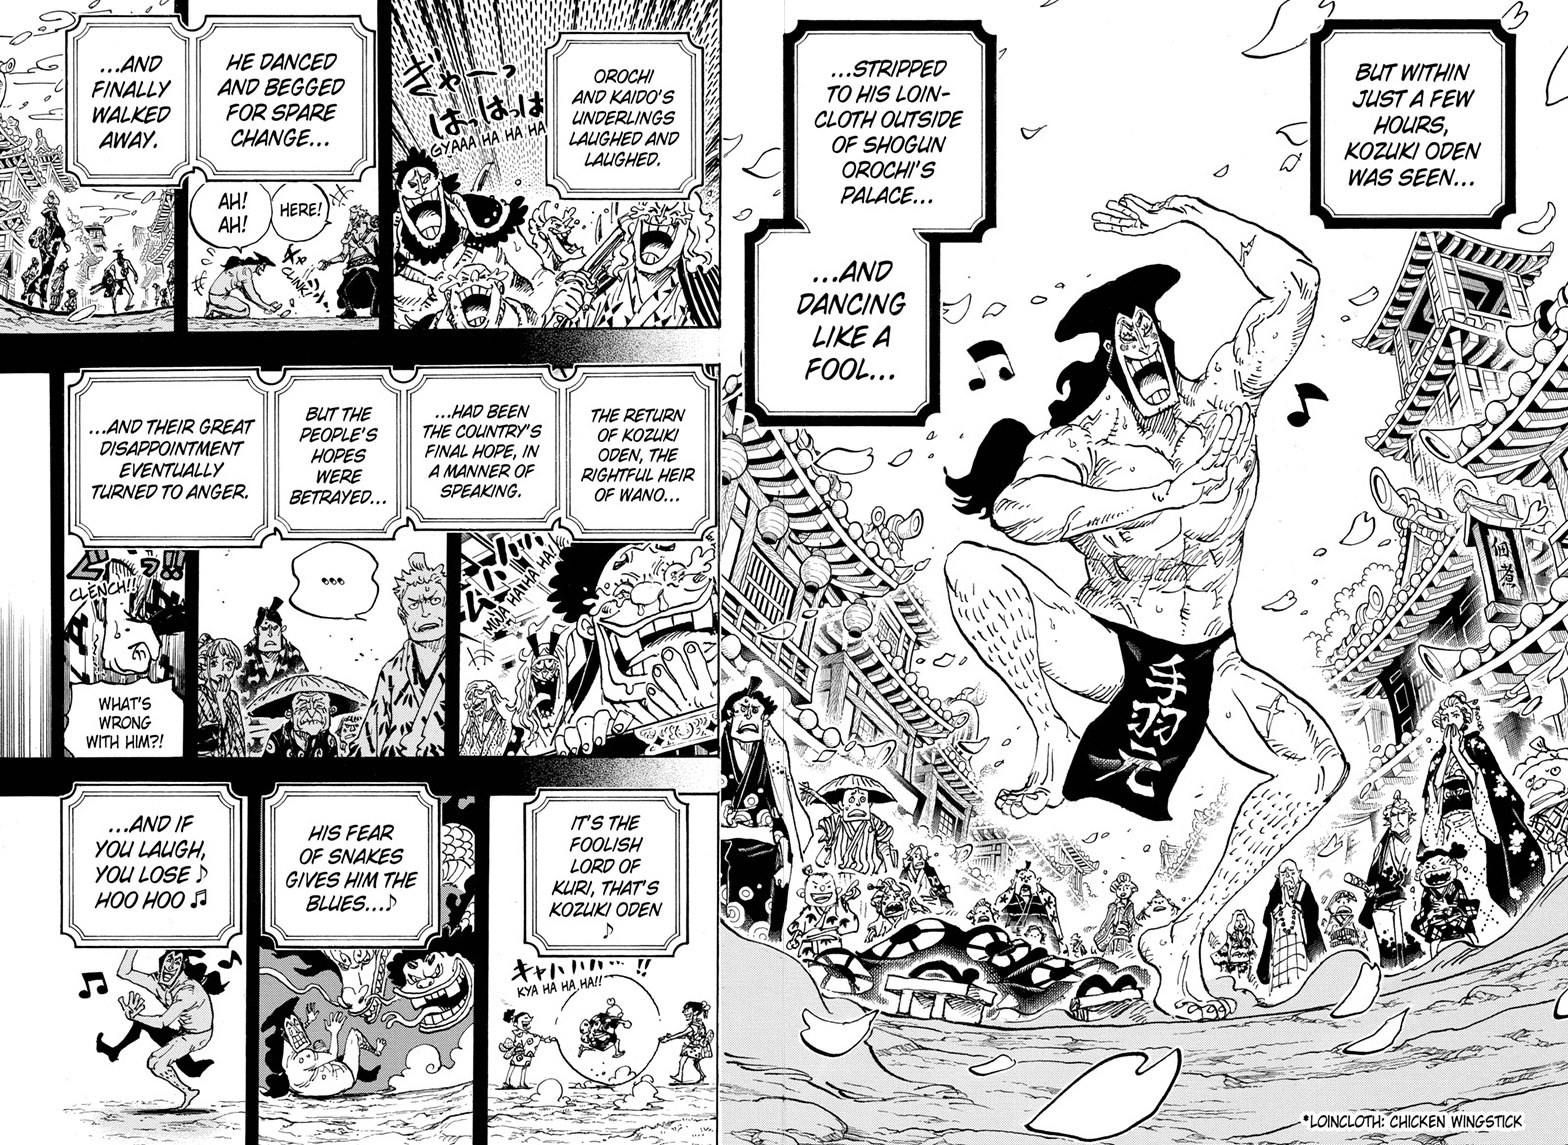 BUT WITHIN
JUST A FEW
HOURS,
KOZUKI ODEN
WAS SEEN...
...STRIPPED
TO HIS LOIN-
CLOTH OUTSIDE
OF SHOGUN
OROCHI'S
PALACE...
...AND
DANCING
LIKE A
FOOL...
手羽元
*LOINCLOTH: CHICKEN WINGSTICK
OROCHI
AND KAIDO'S
UNDERLINGS
LAUGHED AND
LAUGHED.
ぎゃーっ
はっはっは
GYAAA HA HA HA
HE DANCED
AND BEGGED
FOR SPARE
CHANGE...
HERE!
AH!
AH!
CLINK!
...AND
FINALLY
WALKED
AWAY.
THE RETURN
OF KOZUKI
ODEN, THE
RIGHTFUL HEIR
OF WANO...
...HAD BEEN
THE COUNTRY'S
FINAL HOPE, IN
A MANNER OF
SPEAKING.
MWA HAHA HA HA!
BUT THE
PEOPLE'S
HOPES
WERE
BETRAYED...
....
...AND THEIR GREAT
DISAPPOINTMENT
EVENTUALLY
TURNED TO ANGER.
CLENCH!!
WHAT'S
WRONG
WITH HIM?!
IT'S THE
FOOLISH
LORD OF
KURI, THAT'S
KOZUKI ODEN
♪
キャハハハ…!!
KYA HA HA HA!!
HIS FEAR
OF SNAKES
GIVES HIM THE
BLUES...♪
...AND IF
YOU LAUGH,
YOU LOSE ♪
HOO HOO ♫